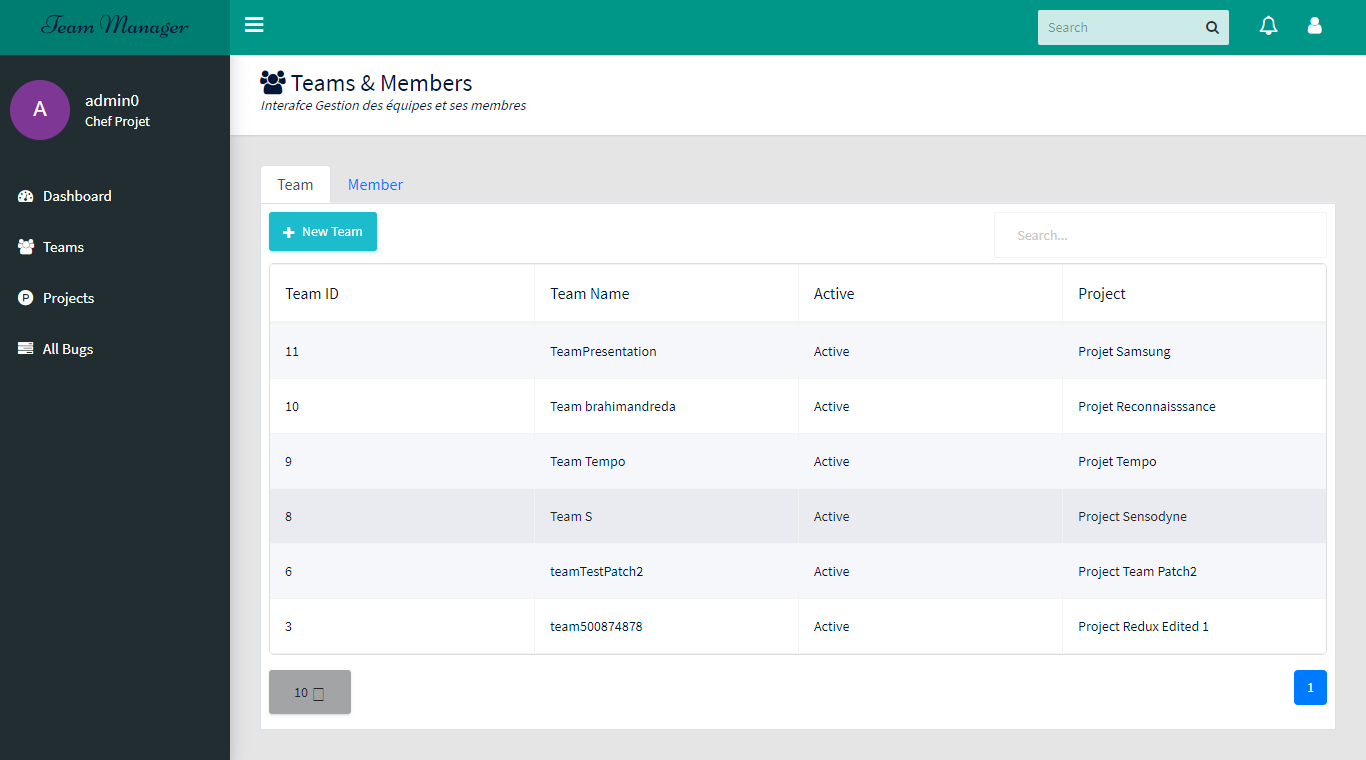 Team Manager
Search
A
admin0
Chef Projet
Dashboard
Teams
Projects
All Bugs
Teams & Members
Interafce Gestion des équipes et ses membres
Team Member
New Team
Search...
Team ID Team Name Active Project
11 TeamPresentation Active Projet Samsung
10 Team brahimandreda Active Projet Reconnaisssance
9 Team Tempo Active Projet Tempo
8 Team S Active Project Sensodyne
6 teamTestPatch2 Active Project Team Patch2
3 team500874878 Active Project Redux Edited 1
10
1